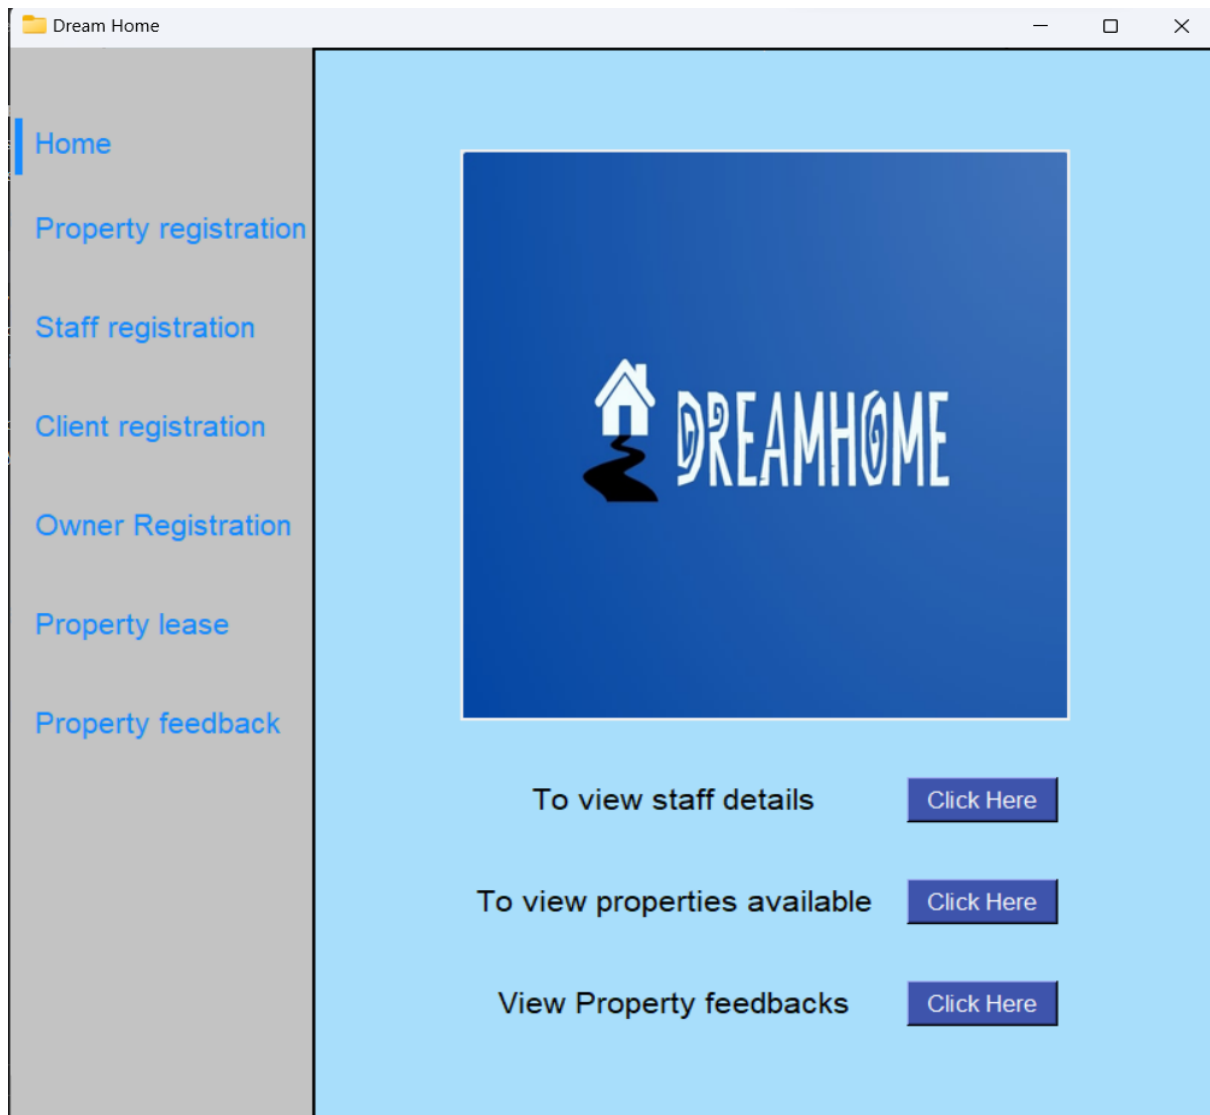 Dream Home
Home
Property registration
Staff registration
Client registration
Owner Registration
Property lease
Property feedback
DREAMHOME
To view staff details Click Here
To view properties available Click Here
View Property feedbacks Click Here